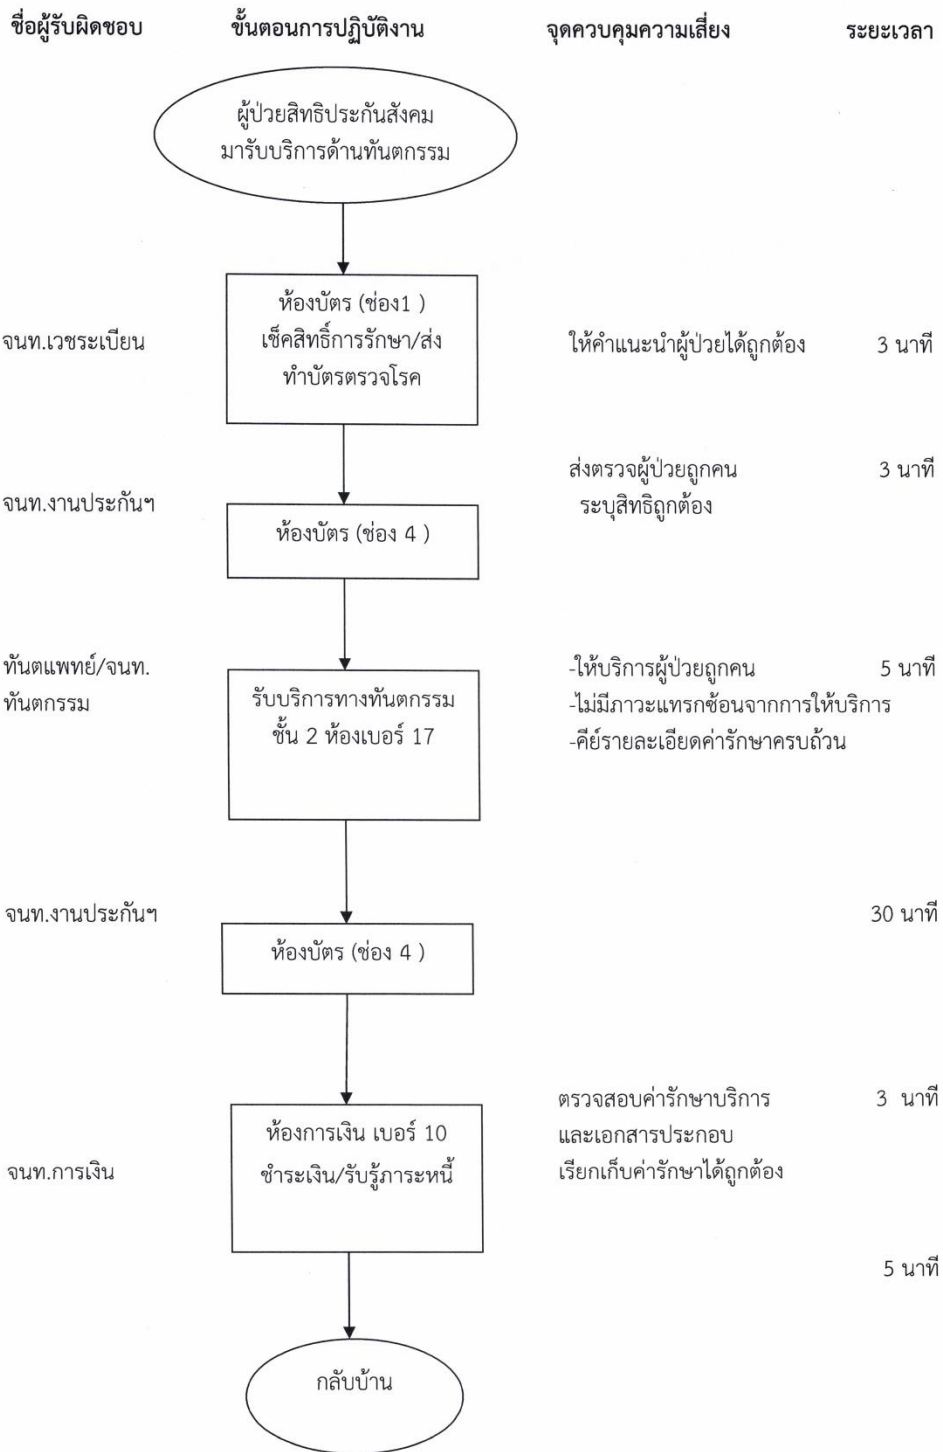 ชื่อผู้รับผิดชอบ ขั้นตอนการปฏิบัติงาน จุดควบคุมความเสี่ยง ระยะเวลา
ผู้ป่วยสิทธิประกันสังคม
มารับบริการด้านทันตกรรม
ห้องบัตร (ช่อง1 )
จนท.เวชระเบียน เช็คสิทธิ์การรักษา/ส่ง ให้คำแนะนำผู้ป่วยได้ถูกต้อง 3 นาที
ทำบัตรตรวจโรค
ส่งตรวจผู้ป่วยถูกคน 3 นาที
จนท.งานประกันฯ ระบุสิทธิถูกต้อง
ห้องบัตร (ช่อง 4 )
ทันตแพทย์/จนท. -ให้บริการผู้ป่วยถูกคน 5 นาที
ทันตกรรม รับบริการทางทันตกรรม -ไม่มีภาวะแทรกซ้อนจากการให้บริการ
ชั้น 2 ห้องเบอร์ 17 -คีย์รายละเอียดค่ารักษาครบถ้วน
จนท.งานประกันฯ 30 นาที
ห้องบัตร (ช่อง 4 )
ตรวจสอบค่ารักษาบริการ 3 นาที
ห้องการเงิน เบอร์ 10 และเอกสารประกอบ
จนท.การเงิน ชำระเงิน/รับรู้ภาระหนี้ เรียกเก็บค่ารักษาได้ถูกต้อง
5 นาที
กลับบ้าน